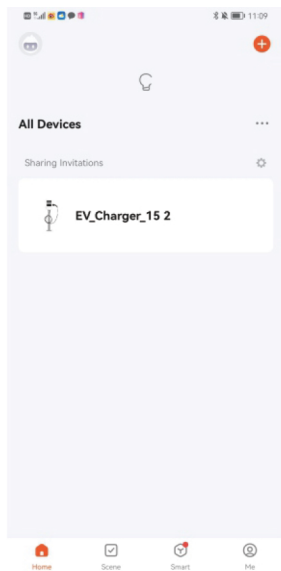 11:09
All Devices
Sharing Invitations
EV_Charger_15 2
Home
Scene
Smart
Me